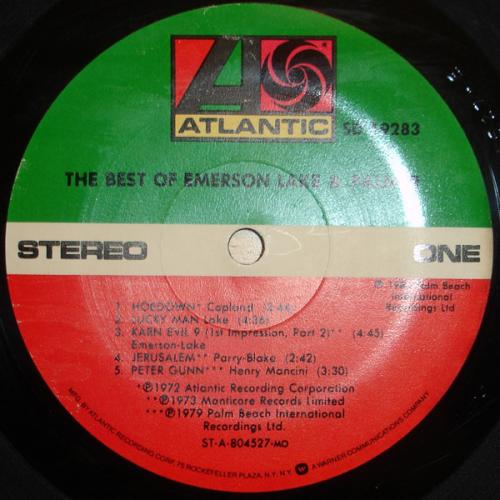 ATLANTIC
SD 19283
THE BEST OF EMERSON LAKE & PALMER
STEREO
ONE
℗ 198 Palm Beach
International
Recordings Ltd
1. HOEDOWN* Copland (3:44)
2. LUCKY MAN Lake (4:36)
3. KARN EVIL 9 (1st Impression, Part 2)** (4:45)
Emerson-Lake
4. JERUSALEM** Parry-Blake (2:42)
5. PETER GUNN*** Henry Mancini (3:30)
*℗1972 Atlantic Recording Corporation
**℗1973 Manticore Records Limited
***℗1979 Palm Beach International
Recordings Ltd.
ST-A-804527-MO
MFG. BY ATLANTIC RECORDING CORP., 75 ROCKEFELLER PLAZA, N.Y., N.Y. A WARNER COMMUNICATIONS COMPANY